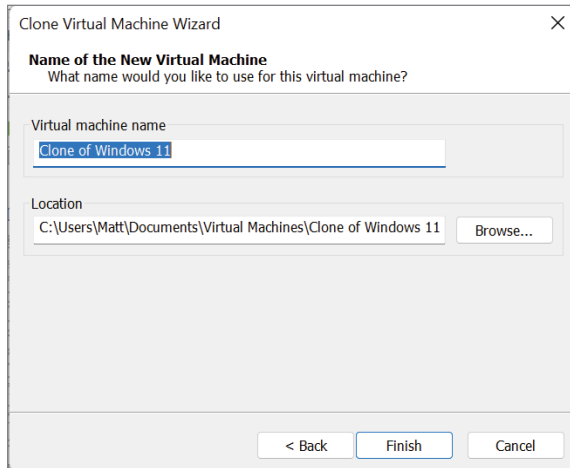 Clone Virtual Machine Wizard
Name of the New Virtual Machine
What name would you like to use for this virtual machine?
Virtual machine name
Clone of Windows 11
Location
C:\Users\Matt\Documents\Virtual Machines\Clone of Windows 11
Browse...
< Back
Finish
Cancel